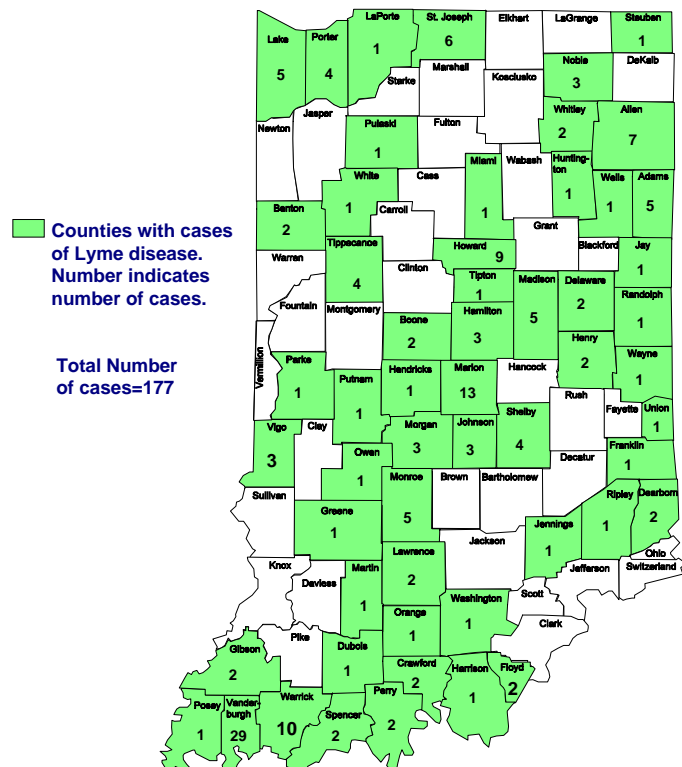 LaPorte
St. Joseph
Elkhart
LaGrange
Steuben
Lake
Porter
1
6
1
5
4
Noble
DeKalb
Starke
Marshall
Kosciusko
3
Whitley
Allen
Jasper
Newton
Pulaski
Fulton
2
7
1
Miami
Wabash
Hunting-
ton
White
Cass
Wells
Adams
1
1
1
1
5
Benton
2
Carroll
Grant
Counties with cases
of Lyme disease.
Number indicates
number of cases.
Tippecanoe
Howard
9
Blackford
Jay
Warren
Clinton
Tipton
1
Madison
Delaware
1
4
2
Randolph
Fountain
Montgomery
Boone
Hamilton
5
1
2
3
Henry
Vermillion
Total Number
of cases=177
Parke
Putnam
Hendricks
Marion
Hancock
2
Wayne
1
1
1
13
1
Rush
Fayette
Union
1
Vigo
Clay
Morgan
Johnson
Shelby
3
3
3
4
Franklin
Owen
1
Decatur
1
Monroe
Brown
Bartholomew
Sullivan
Ripley
Dearborn
Greene
5
Jennings
1
2
1
Jackson
1
Ohio
Lawrence
Knox
Daviess
Martin
2
Jefferson
Switzerland
1
Orange
Washington
Scott
1
1
Clark
Gibson
Pike
Dubois
2
1
Crawford
2
Harrison
Floyd
2
1
Posey
Vander-
burgh
Warrick
Spencer
Perry
1
29
10
2
2